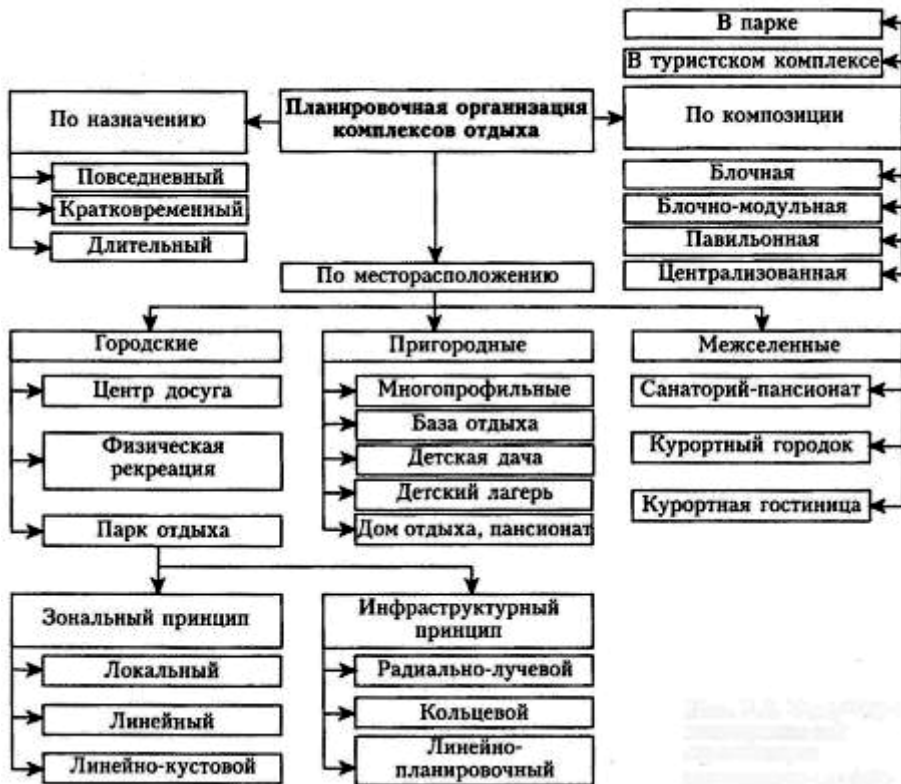 В парке
В туристском комплексе
Планировочная организация
комплексов отдыха
По назначению
По композиции
Повседневный
Кратковременный
Длительный
Блочная
Блочно-модульная
Павильонная
Централизованная
По месторасположению
Городские
Пригородные
Межселенные
Центр досуга
Физическая
рекреация
Парк отдыха
Многопрофильные
База отдыха
Детская дача
Детский лагерь
Дом отдыха, пансионат
Санаторий-пансионат
Курортный городок
Курортная гостиница
Зональный принцип
Инфраструктурный
принцип
Локальный
Линейный
Линейно-кустовой
Радиально-лучевой
Кольцевой
Линейно-
планировочный